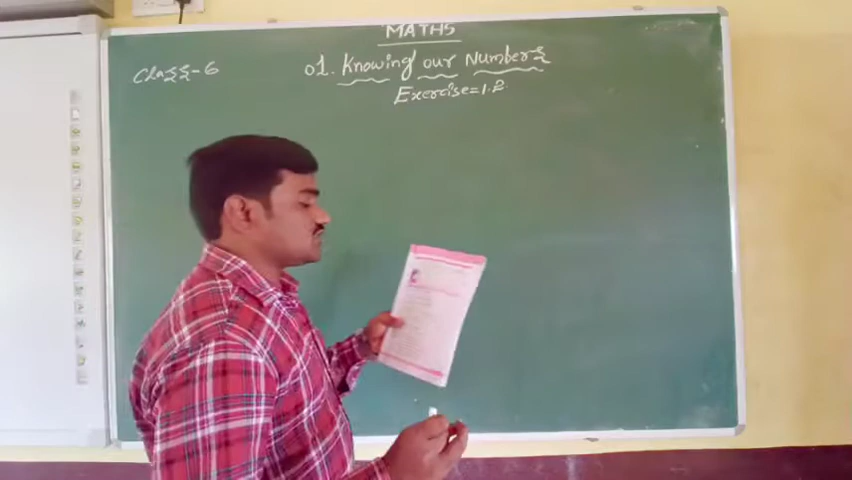 MATHS
Class-6
01. Knowing our Numbers
Exercise=1.2.